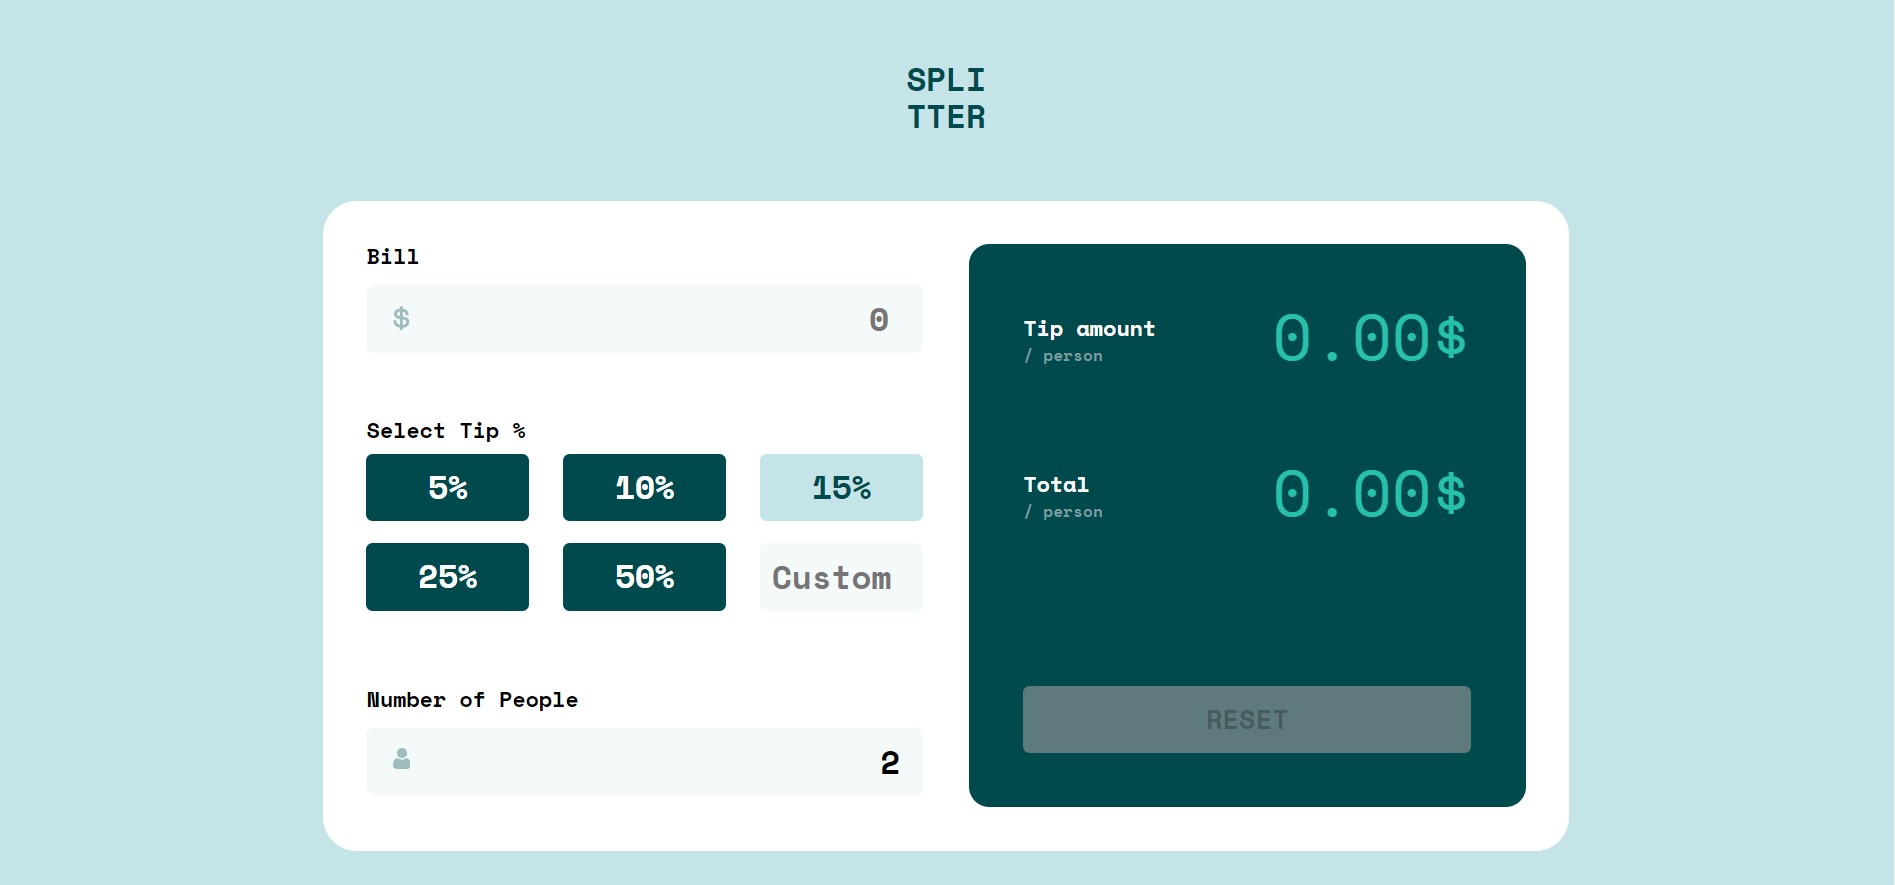 SPLI
TTER
Bill
$ 0
Select Tip %
5% 10% 15%
25% 50% Custom
Number of People
2
Tip amount
/ person
0.00$
Total
/ person
0.00$
RESET